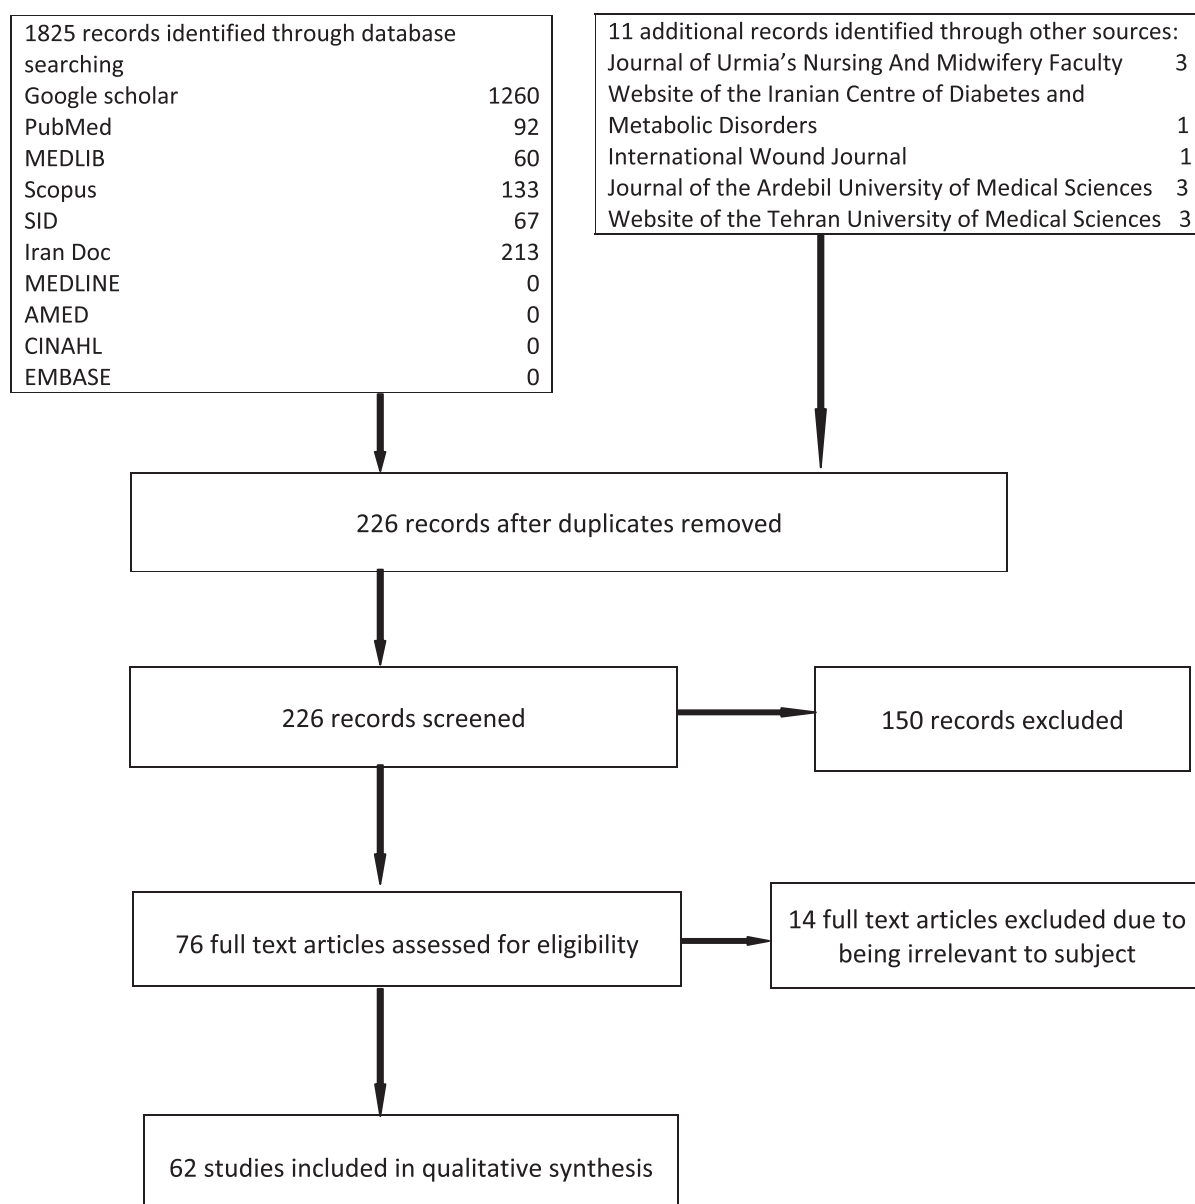 1825 records identified through database
searching
Google scholar 1260
PubMed 92
MEDLIB 60
Scopus 133
SID 67
Iran Doc 213
MEDLINE 0
AMED 0
CINAHL 0
EMBASE 0
11 additional records identified through other sources:
Journal of Urmia's Nursing And Midwifery Faculty 3
Website of the Iranian Centre of Diabetes and
Metabolic Disorders 1
International Wound Journal 1
Journal of the Ardebil University of Medical Sciences 3
Website of the Tehran University of Medical Sciences 3
226 records after duplicates removed
226 records screened
150 records excluded
76 full text articles assessed for eligibility
14 full text articles excluded due to
being irrelevant to subject
62 studies included in qualitative synthesis